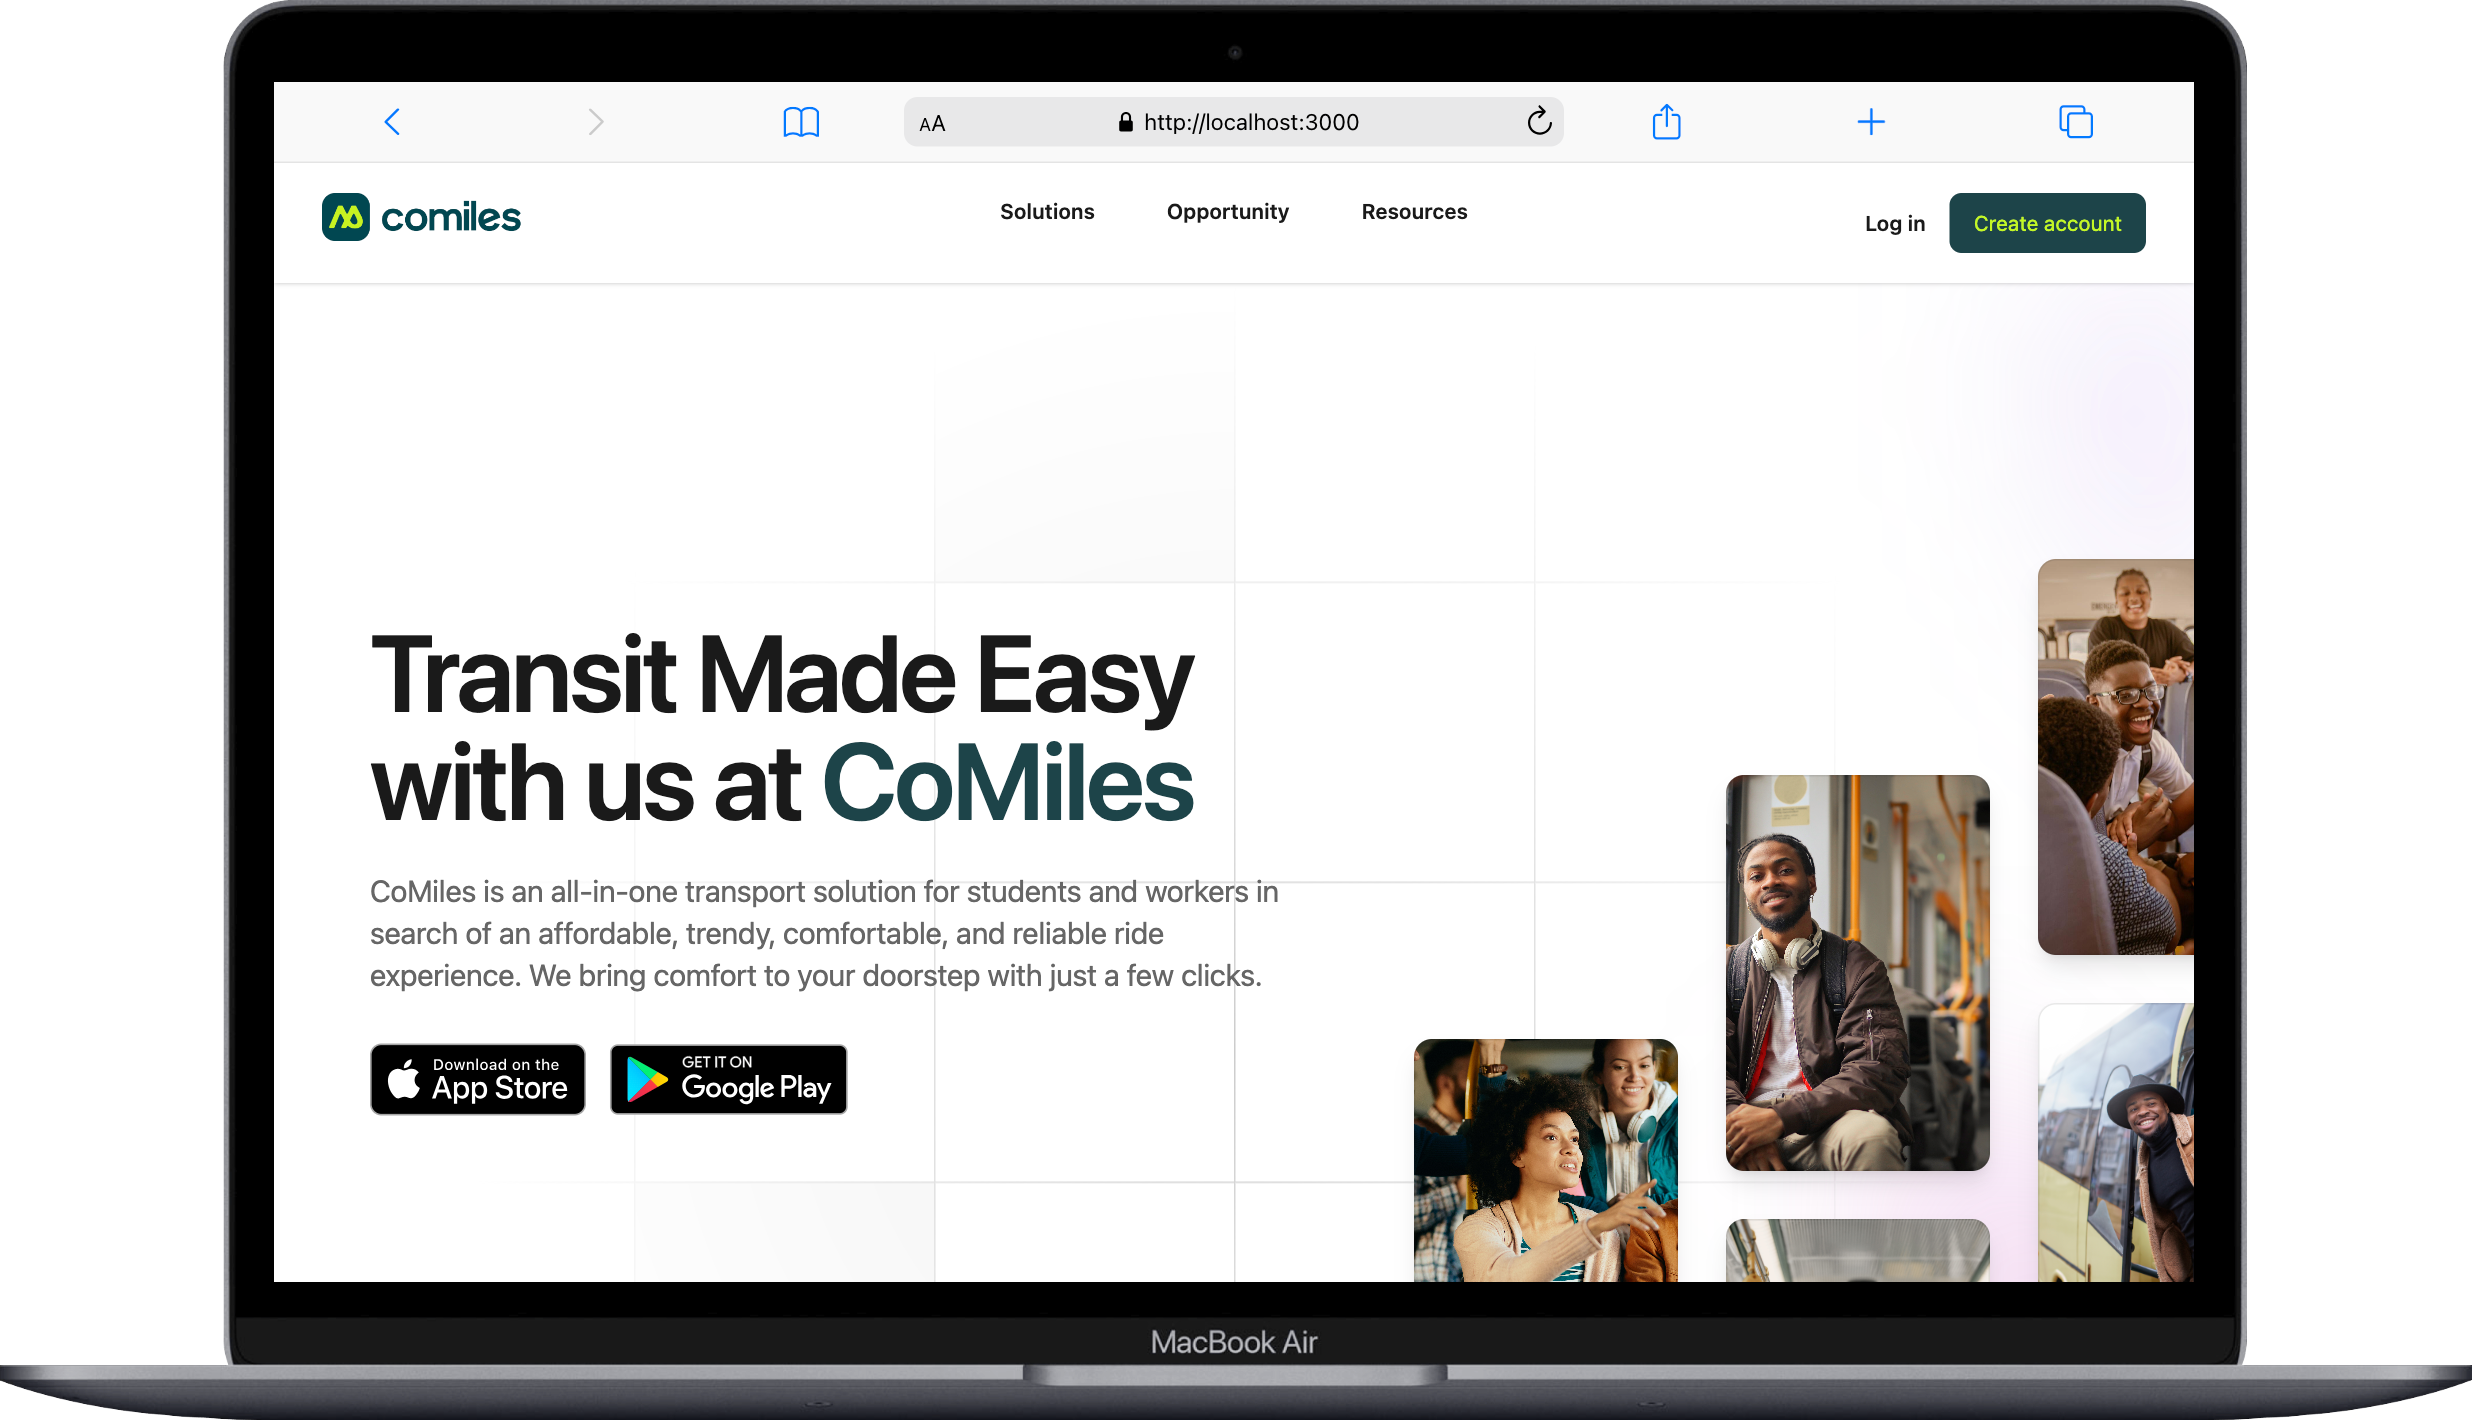 AA http://localhost:3000
comiles
Solutions Opportunity Resources
Log in Create account
Transit Made Easy
with us at CoMiles
CoMiles is an all-in-one transport solution for students and workers in
search of an affordable, trendy, comfortable, and reliable ride
experience. We bring comfort to your doorstep with just a few clicks.
Download on the
App Store
GET IT ON
Google Play
MacBook Air